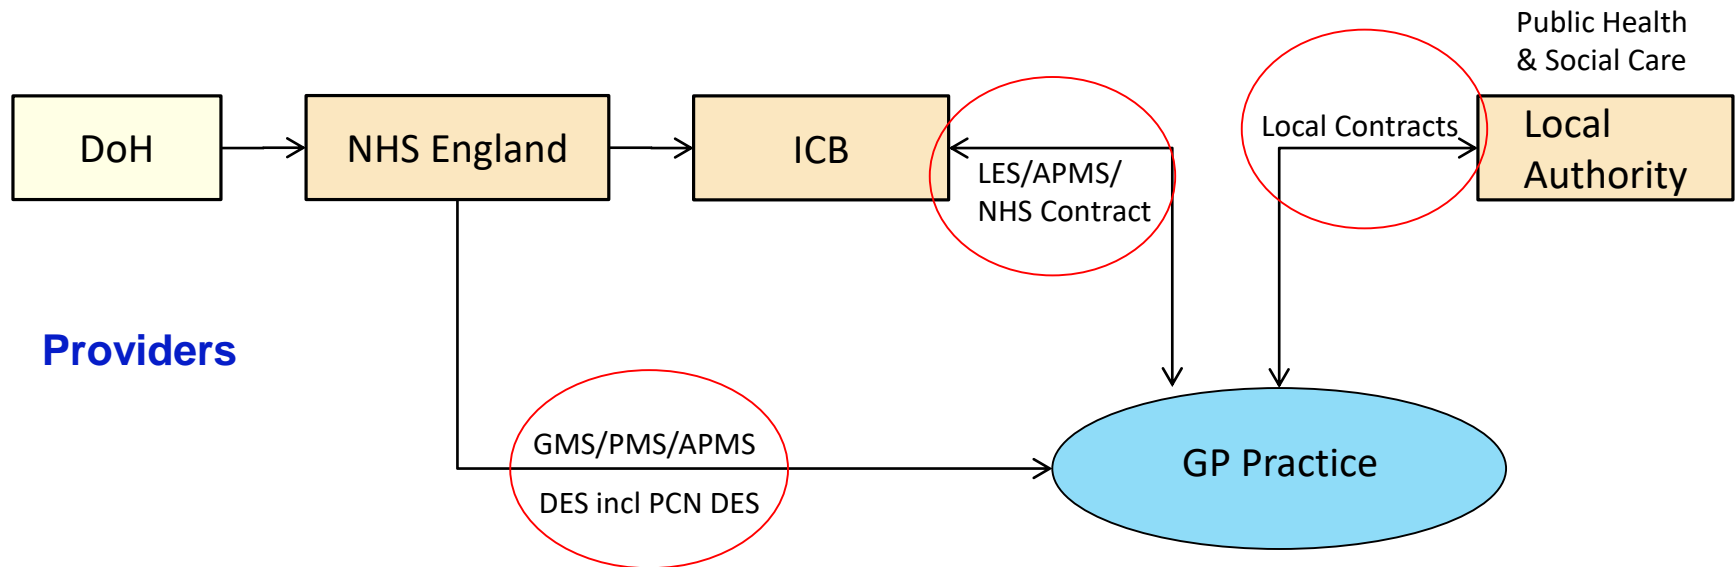 Public Health
& Social Care
DoH
NHS England
ICB
LES/APMS/
NHS Contract
Local Contracts
Local
Authority
Providers
GMS/PMS/APMS
DES incl PCN DES
GP Practice